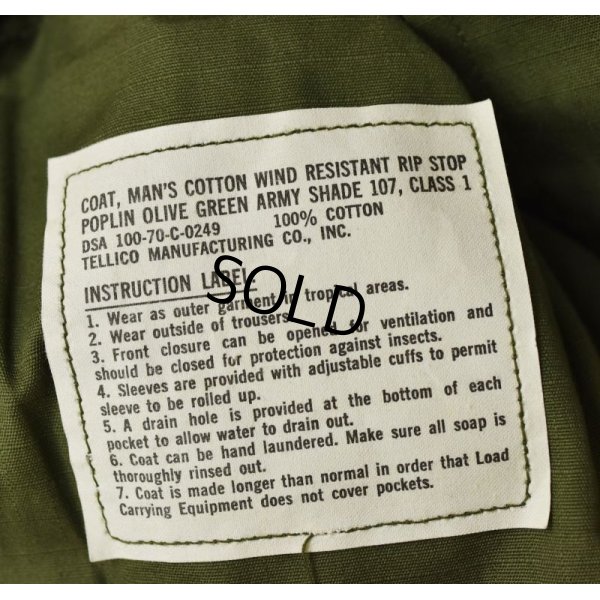 COAT, MAN'S COTTON WIND RESISTANT RIP STOP
POPLIN OLIVE GREEN ARMY SHADE 107, CLASS 1
DSA 100-70-C-0249 100% COTTON
TELLICO MANUFACTURING CO., INC.
INSTRUCTION LABEL
SOLD
1. Wear as outer garment in tropical areas.
2. Wear outside of trousers.
3. Front closure can be opened for ventilation and
should be closed for protection against insects.
4. Sleeves are provided with adjustable cuffs to permit
sleeve to be rolled up.
5. A drain hole is provided at the bottom of each
pocket to allow water to drain out.
6. Coat can be hand laundered. Make sure all soap is
thoroughly rinsed out.
7. Coat is made longer than normal in order that Load
Carrying Equipment does not cover pockets.